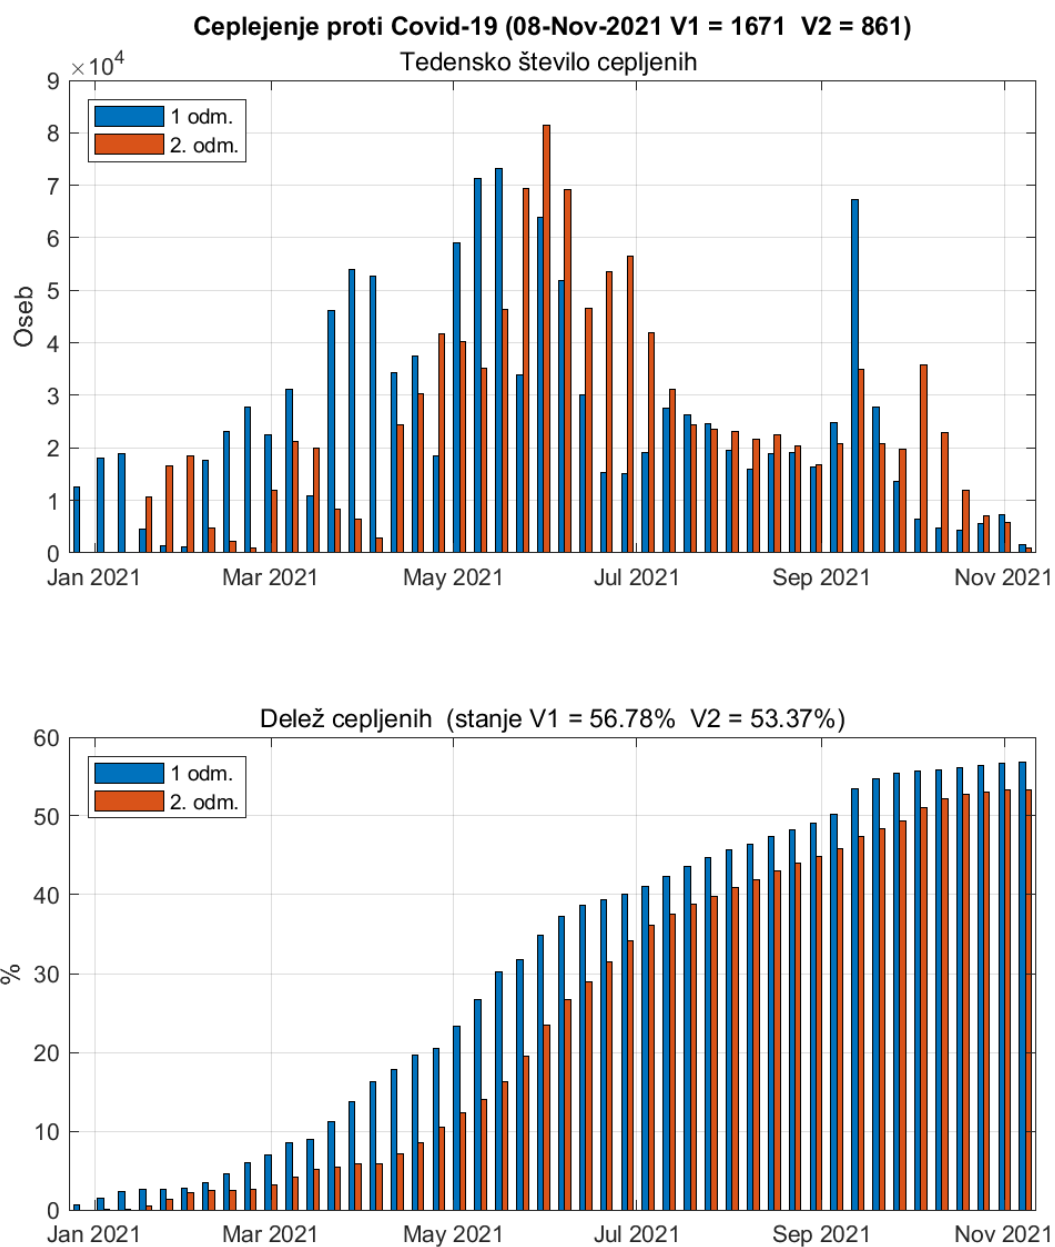 Ceplejenje proti Covid-19 (08-Nov-2021 V1 = 1671  V2 = 861)
×10⁴
Tedensko število cepljenih
1 odm.
2. odm.
9
8
7
6
5
4
3
2
1
0
Oseb
Jan 2021
Mar 2021
May 2021
Jul 2021
Sep 2021
Nov 2021
Delež cepljenih  (stanje V1 = 56.78%  V2 = 53.37%)
1 odm.
2. odm.
60
50
40
30
20
10
0
%
Jan 2021
Mar 2021
May 2021
Jul 2021
Sep 2021
Nov 2021